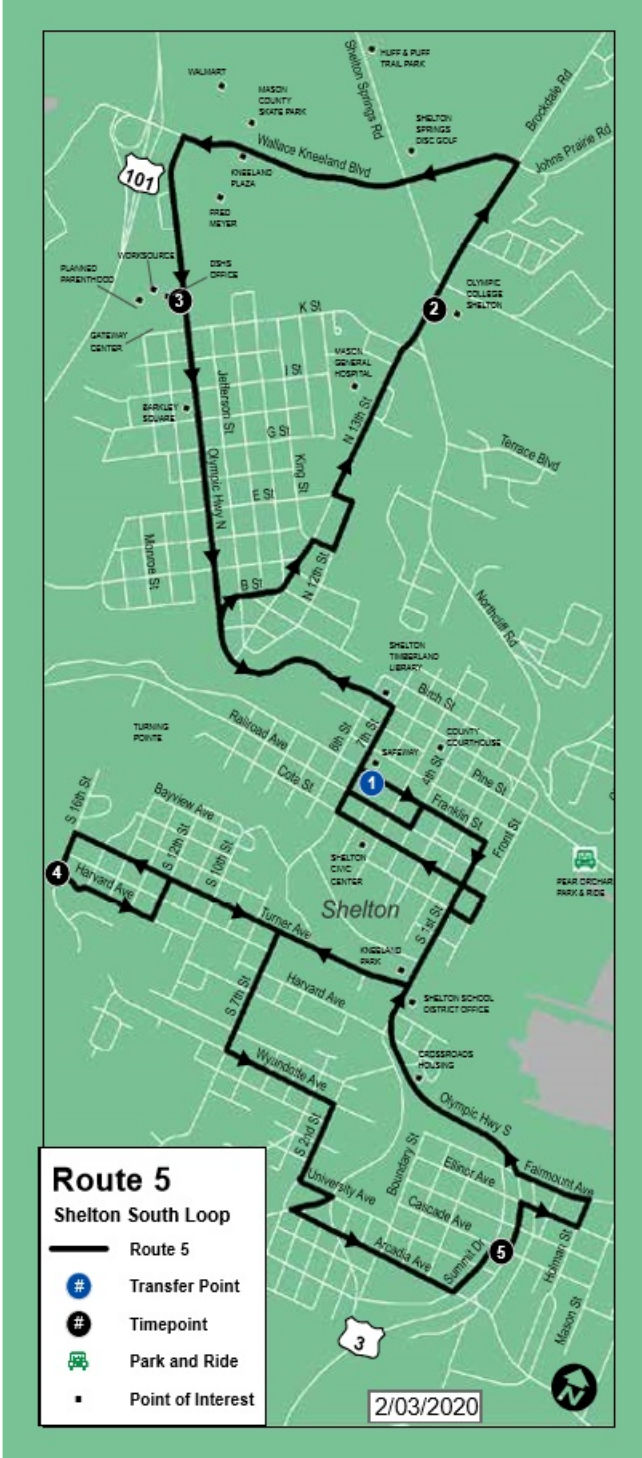 HUFF & PUFF
TRAIL PARK
Shelton Springs Rd
WALMART
MASON
COUNTY
SKATE PARK
SHELTON
SPRINGS
DISC GOLF
Brockdale Rd
Johns Prairie Rd
Wallace Kneeland Blvd
101
KNEELAND
PLAZA
FRED
MEYER
WORKSOURCE
DSHS
OFFICE
PLANNED
PARENTHOOD
3
GATEWAY
CENTER
K St
2
OLYMPIC
COLLEGE
SHELTON
MASON
GENERAL
HOSPITAL
I St
Jefferson St
BARKLEY
SQUARE
N 13th St
G St
Terrace Blvd
Olympic Hwy N
King St
E St
Monroe St
B St
N 12th St
Northcliff Rd
SHELTON
TIMBERLAND
LIBRARY
Birch St
TURNING
POINTE
Railroad Ave
8th St
7th St
COUNTY
COURTHOUSE
SAFEWAY
4th St
Cota St
1
Pine St
Franklin St
S 16th St
Bayview Ave
Front St
S 12th St
S 10th St
SHELTON
CIVIC
CENTER
4
Harvard Ave
PEAR ORCHAR
PARK & RIDE
Shelton
Turner Ave
S 1st St
KNEELAND
PARK
S 7th St
Harvard Ave
SHELTON SCHOOL
DISTRICT OFFICE
Wyandotte Ave
CROSSROADS
HOUSING
Olympic Hwy S
S 2nd St
Boundary St
Ellinor Ave
Fairmount Ave
University Ave
Cascade Ave
Arcadia Ave
Summit Dr
5
Holman St
Mason St
3
Route 5
Shelton South Loop
Route 5
# Transfer Point
# Timepoint
Park and Ride
Point of Interest
2/03/2020
N